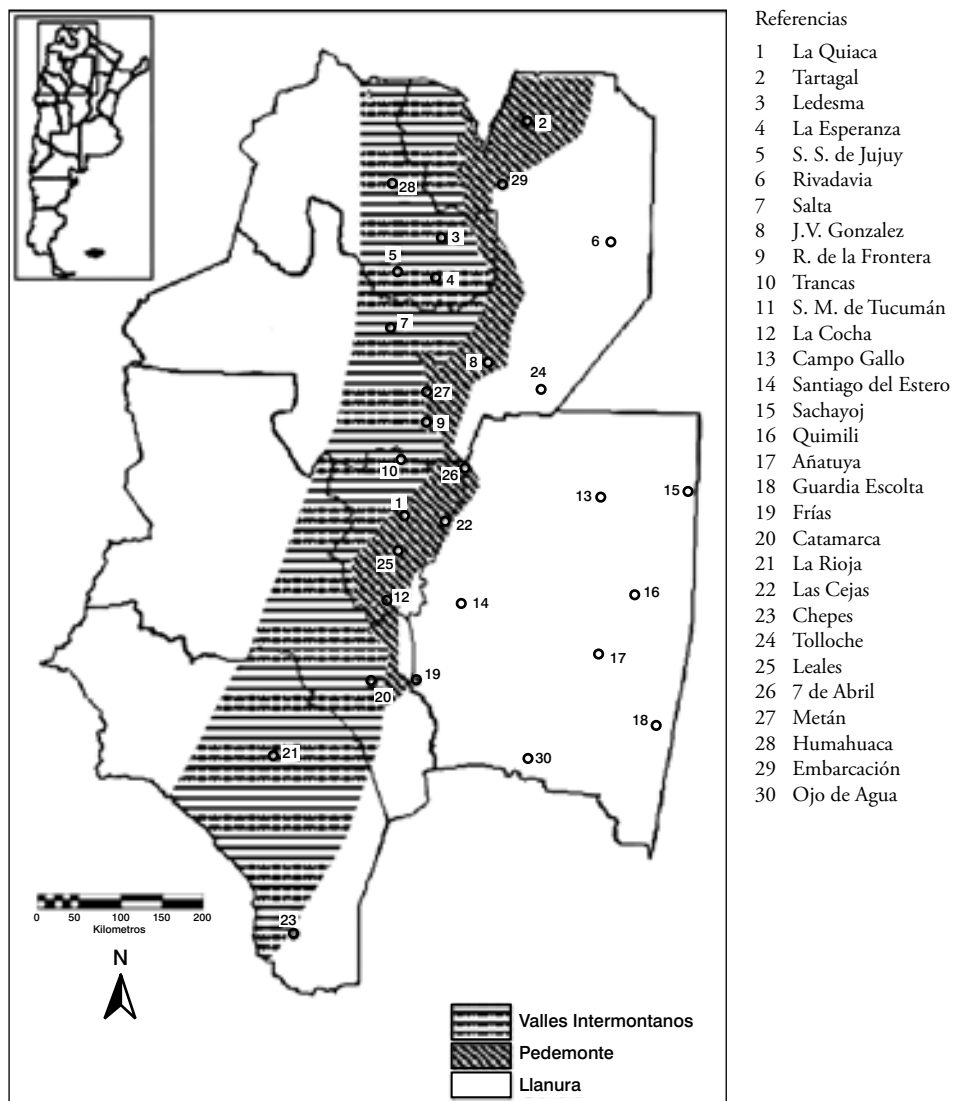 Referencias
1 La Quiaca
2 Tartagal
3 Ledesma
4 La Esperanza
5 S. S. de Jujuy
6 Rivadavia
7 Salta
8 J.V. Gonzalez
9 R. de la Frontera
10 Trancas
11 S. M. de Tucumán
12 La Cocha
13 Campo Gallo
14 Santiago del Estero
15 Sachayoj
16 Quimili
17 Añatuya
18 Guardia Escolta
19 Frías
20 Catamarca
21 La Rioja
22 Las Cejas
23 Chepes
24 Tolloche
25 Leales
26 7 de Abril
27 Metán
28 Humahuaca
29 Embarcación
30 Ojo de Agua
2
28
29
3
6
5
4
7
8
24
27
9
10
26
13
15
1
22
25
12
14
16
17
19
20
18
21
30
23
0 50 100 150 200
Kilometros
N
Valles Intermontanos
Pedemonte
Llanura